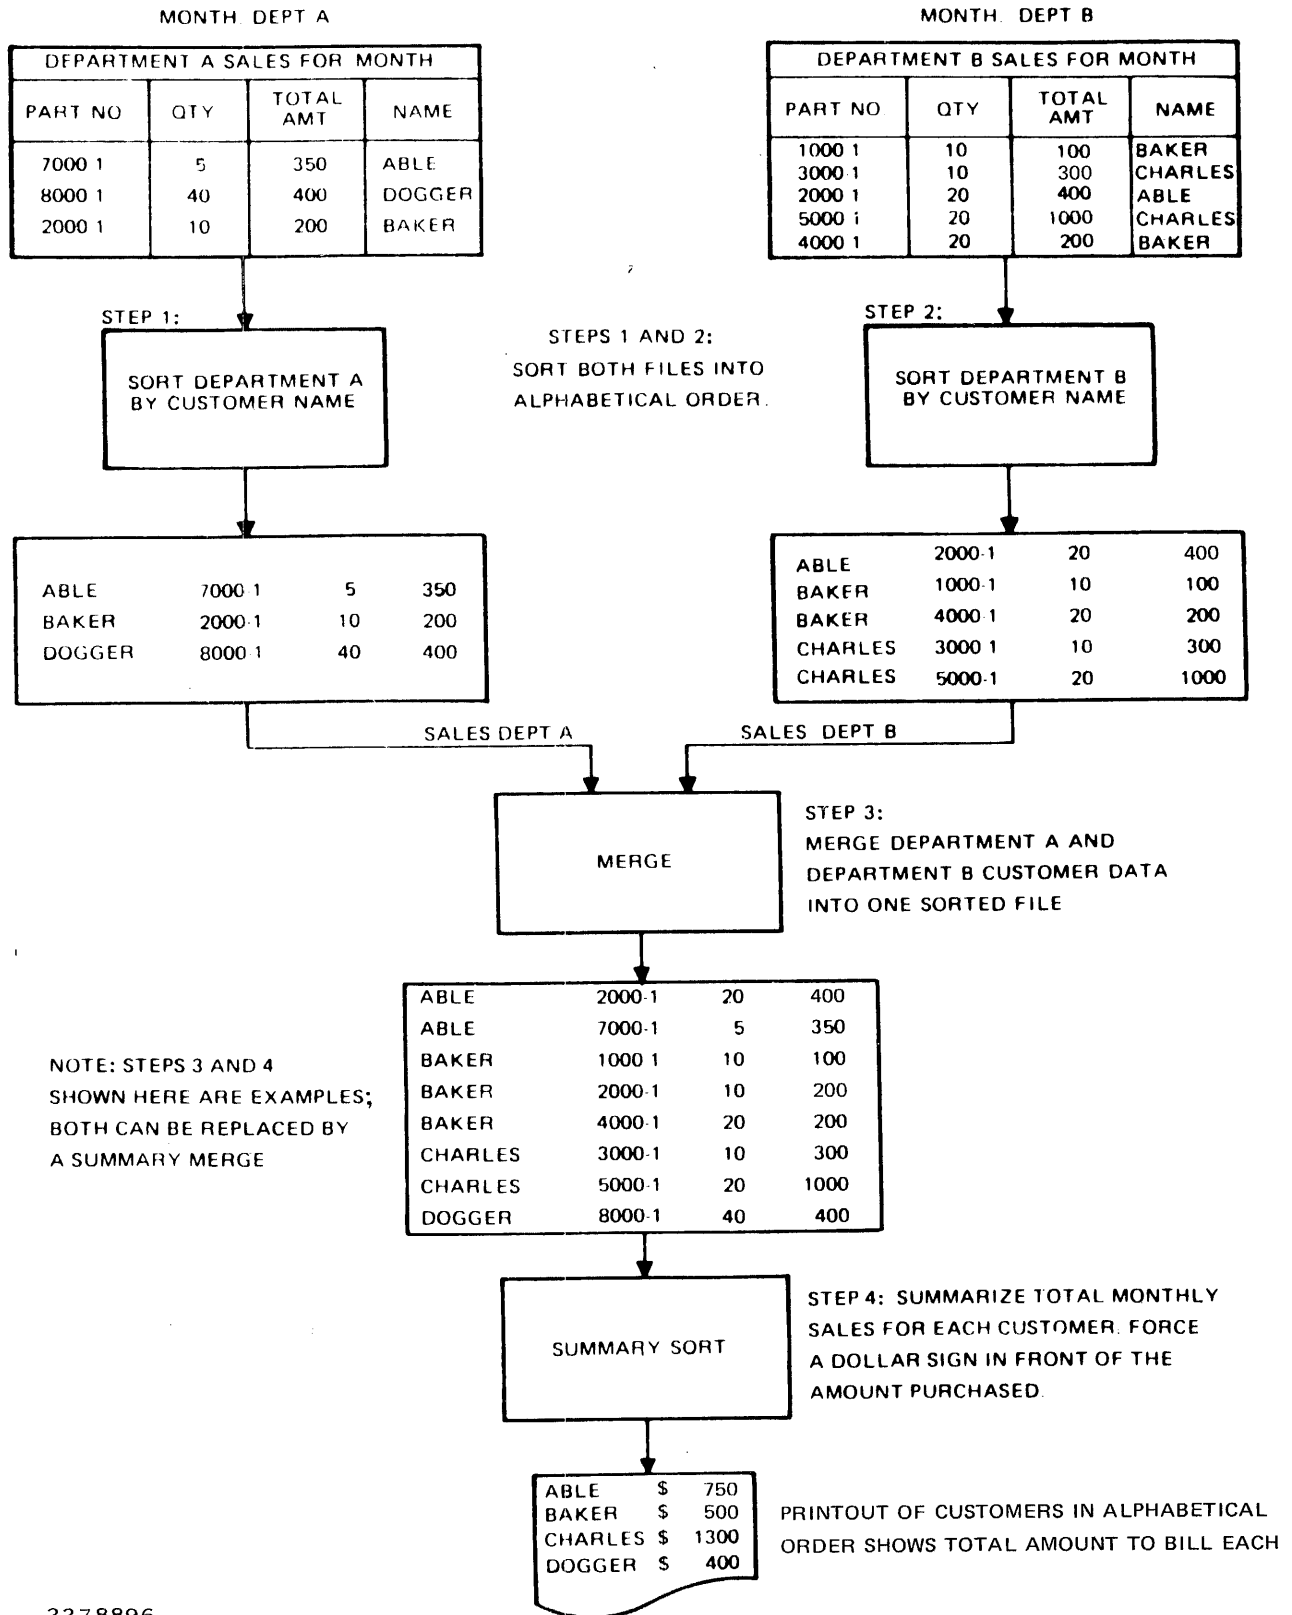 MONTH. DEPT A
DEPARTMENT A SALES FOR MONTH
PART NO QTY TOTAL AMT NAME
7000 1 5 350 ABLE
8000 1 40 400 DOGGER
2000 1 10 200 BAKER
MONTH. DEPT B
DEPARTMENT B SALES FOR MONTH
PART NO. QTY TOTAL AMT NAME
1000 1 10 100 BAKER
3000-1 10 300 CHARLES
2000 1 20 400 ABLE
5000 1 20 1000 CHARLES
4000 1 20 200 BAKER
STEP 1:
SORT DEPARTMENT A
BY CUSTOMER NAME
STEPS 1 AND 2:
SORT BOTH FILES INTO
ALPHABETICAL ORDER.
STEP 2:
SORT DEPARTMENT B
BY CUSTOMER NAME
ABLE 7000-1 5 350
BAKER 2000-1 10 200
DOGGER 8000-1 40 400
ABLE 2000-1 20 400
BAKER 1000-1 10 100
BAKER 4000-1 20 200
CHARLES 3000 1 10 300
CHARLES 5000-1 20 1000
SALES DEPT A
SALES DEPT B
MERGE
STEP 3:
MERGE DEPARTMENT A AND
DEPARTMENT B CUSTOMER DATA
INTO ONE SORTED FILE
ABLE 2000-1 20 400
ABLE 7000-1 5 350
BAKER 1000 1 10 100
BAKER 2000-1 10 200
BAKER 4000-1 20 200
CHARLES 3000-1 10 300
CHARLES 5000-1 20 1000
DOGGER 8000-1 40 400
NOTE: STEPS 3 AND 4
SHOWN HERE ARE EXAMPLES;
BOTH CAN BE REPLACED BY
A SUMMARY MERGE
SUMMARY SORT
STEP 4: SUMMARIZE TOTAL MONTHLY
SALES FOR EACH CUSTOMER. FORCE
A DOLLAR SIGN IN FRONT OF THE
AMOUNT PURCHASED.
ABLE $ 750
BAKER $ 500
CHARLES $ 1300
DOGGER $ 400
PRINTOUT OF CUSTOMERS IN ALPHABETICAL
ORDER SHOWS TOTAL AMOUNT TO BILL EACH